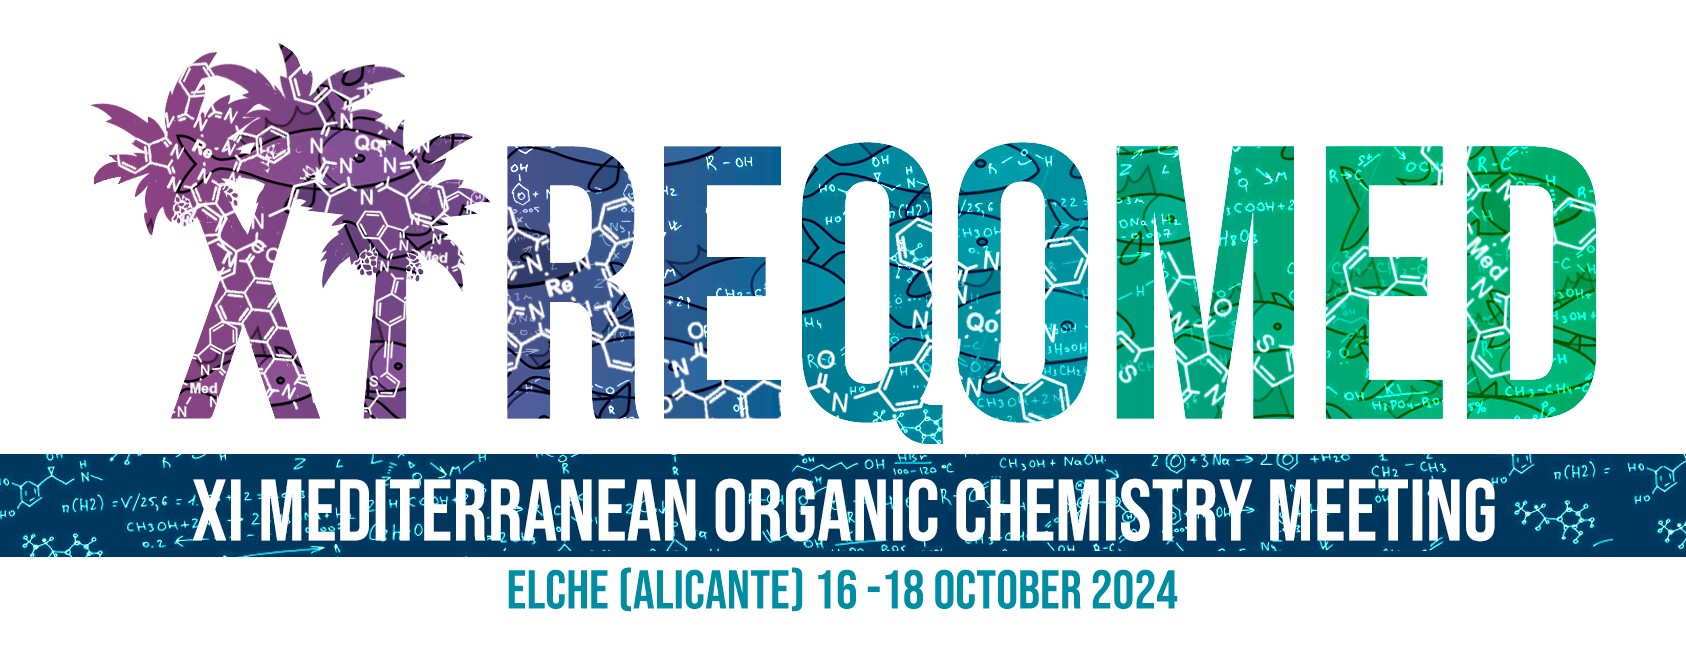 XI REQOMED
XI MEDITERRANEAN ORGANIC CHEMISTRY MEETING
ELCHE (ALICANTE) 16 -18 OCTOBER 2024